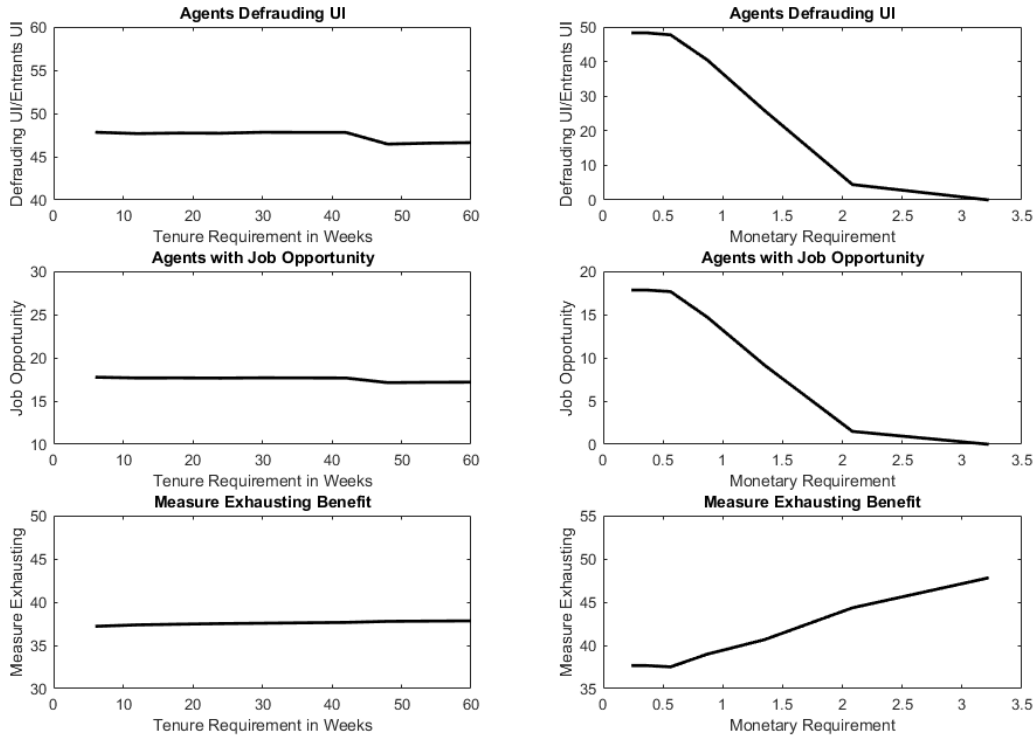 Agents Defrauding UI
Defrauding UI/Entrants UI
60
55
50
45
40
0 10 20 30 40 50 60
Tenure Requirement in Weeks
Agents Defrauding UI
Defrauding UI/Entrants UI
50
40
30
20
10
0
0 0.5 1 1.5 2 2.5 3 3.5
Monetary Requirement
Agents with Job Opportunity
Job Opportunity
30
25
20
15
10
0 10 20 30 40 50 60
Tenure Requirement in Weeks
Agents with Job Opportunity
Job Opportunity
20
15
10
5
0
0 0.5 1 1.5 2 2.5 3 3.5
Monetary Requirement
Measure Exhausting Benefit
Measure Exhausting
50
45
40
35
30
0 10 20 30 40 50 60
Tenure Requirement in Weeks
Measure Exhausting Benefit
Measure Exhausting
55
50
45
40
35
0 0.5 1 1.5 2 2.5 3 3.5
Monetary Requirement